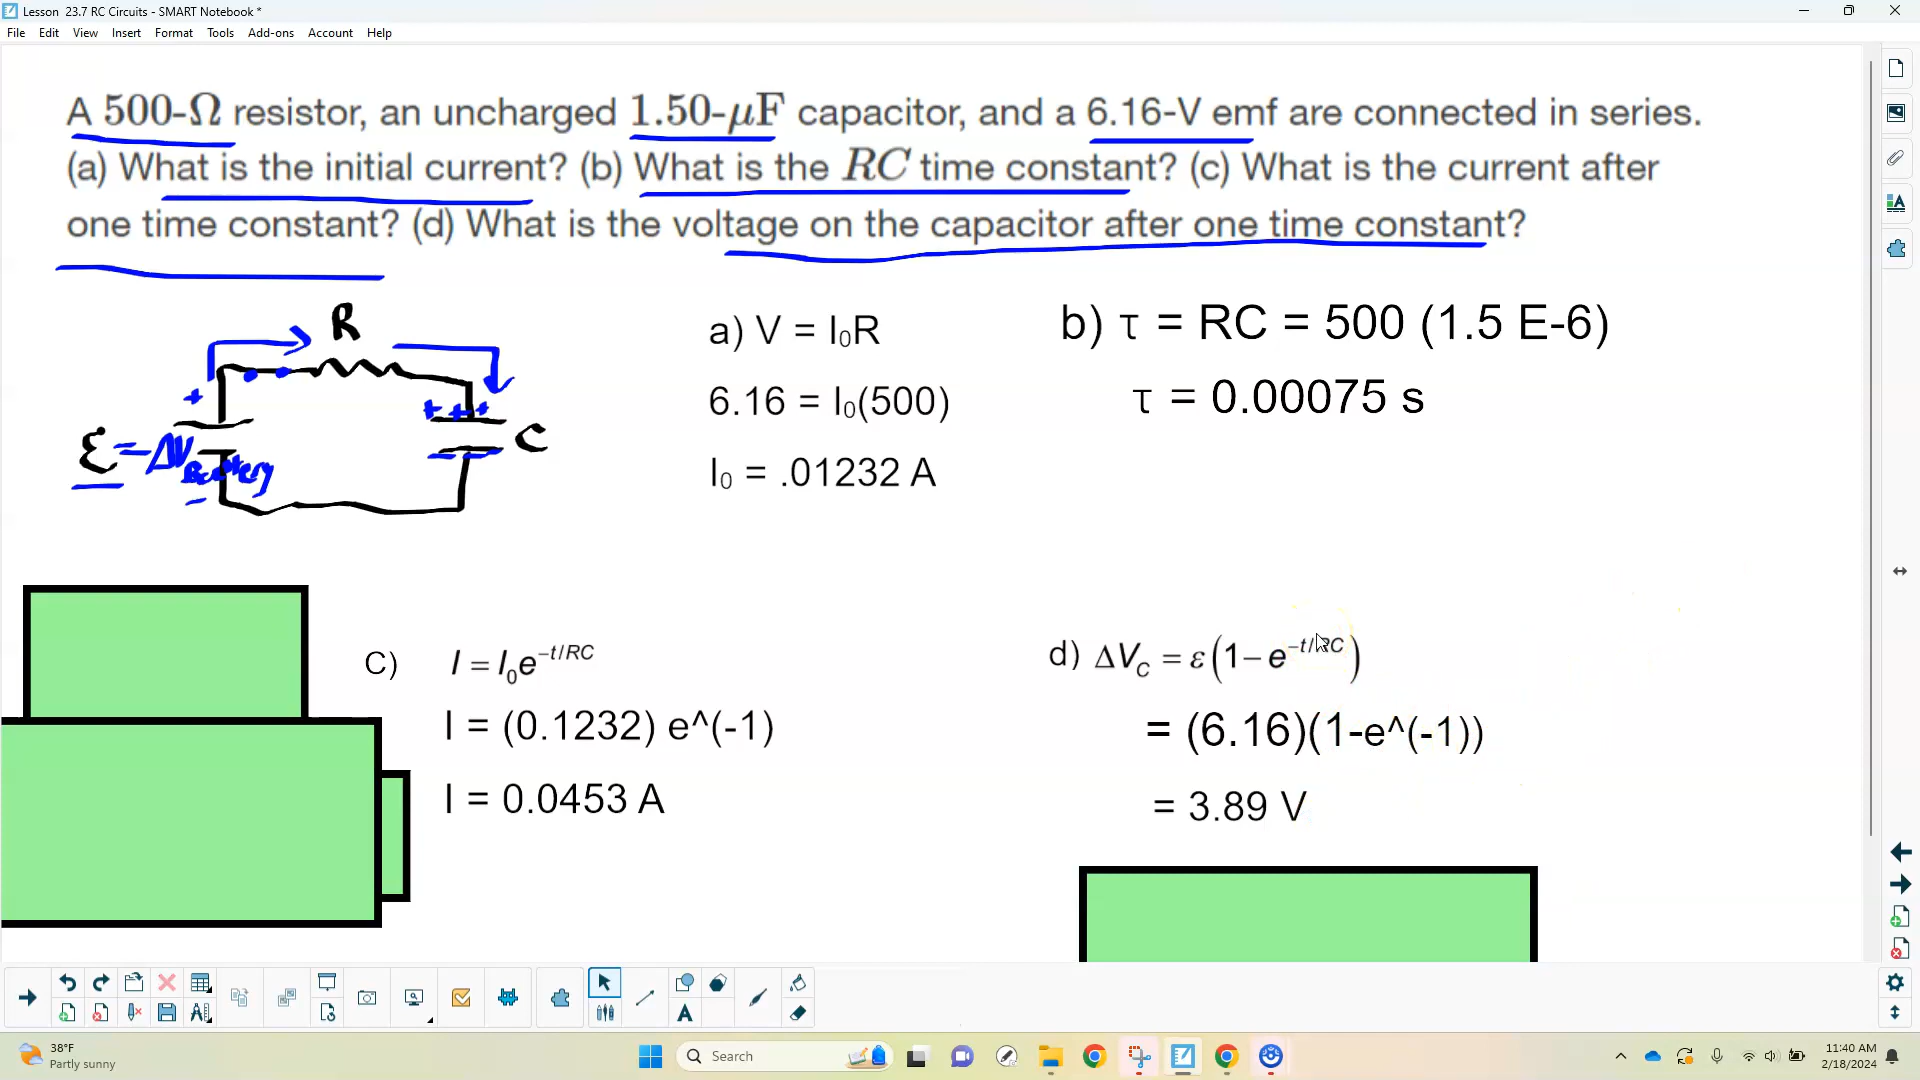 Lesson 23.7 RC Circuits - SMART Notebook *
File Edit View Insert Format Tools Add-ons Account Help
A 500-Ω resistor, an uncharged 1.50-μF capacitor, and a 6.16-V emf are connected in series.
(a) What is the initial current? (b) What is the RC time constant? (c) What is the current after
one time constant? (d) What is the voltage on the capacitor after one time constant?
R
+
+ + +
C
ε = ΔV Battery
-
a) V = I₀R
6.16 = I₀(500)
I₀ = .01232 A
b) τ = RC = 500 (1.5 E-6)
τ = 0.00075 s
C) I = I₀e^(-t/RC)
I = (0.1232) e^(-1)
I = 0.0453 A
d) ΔV_C = ε(1 − e^(-t/RC))
= (6.16)(1-e^(-1))
= 3.89 V
38°F
Partly sunny
Search
11:40 AM
2/18/2024